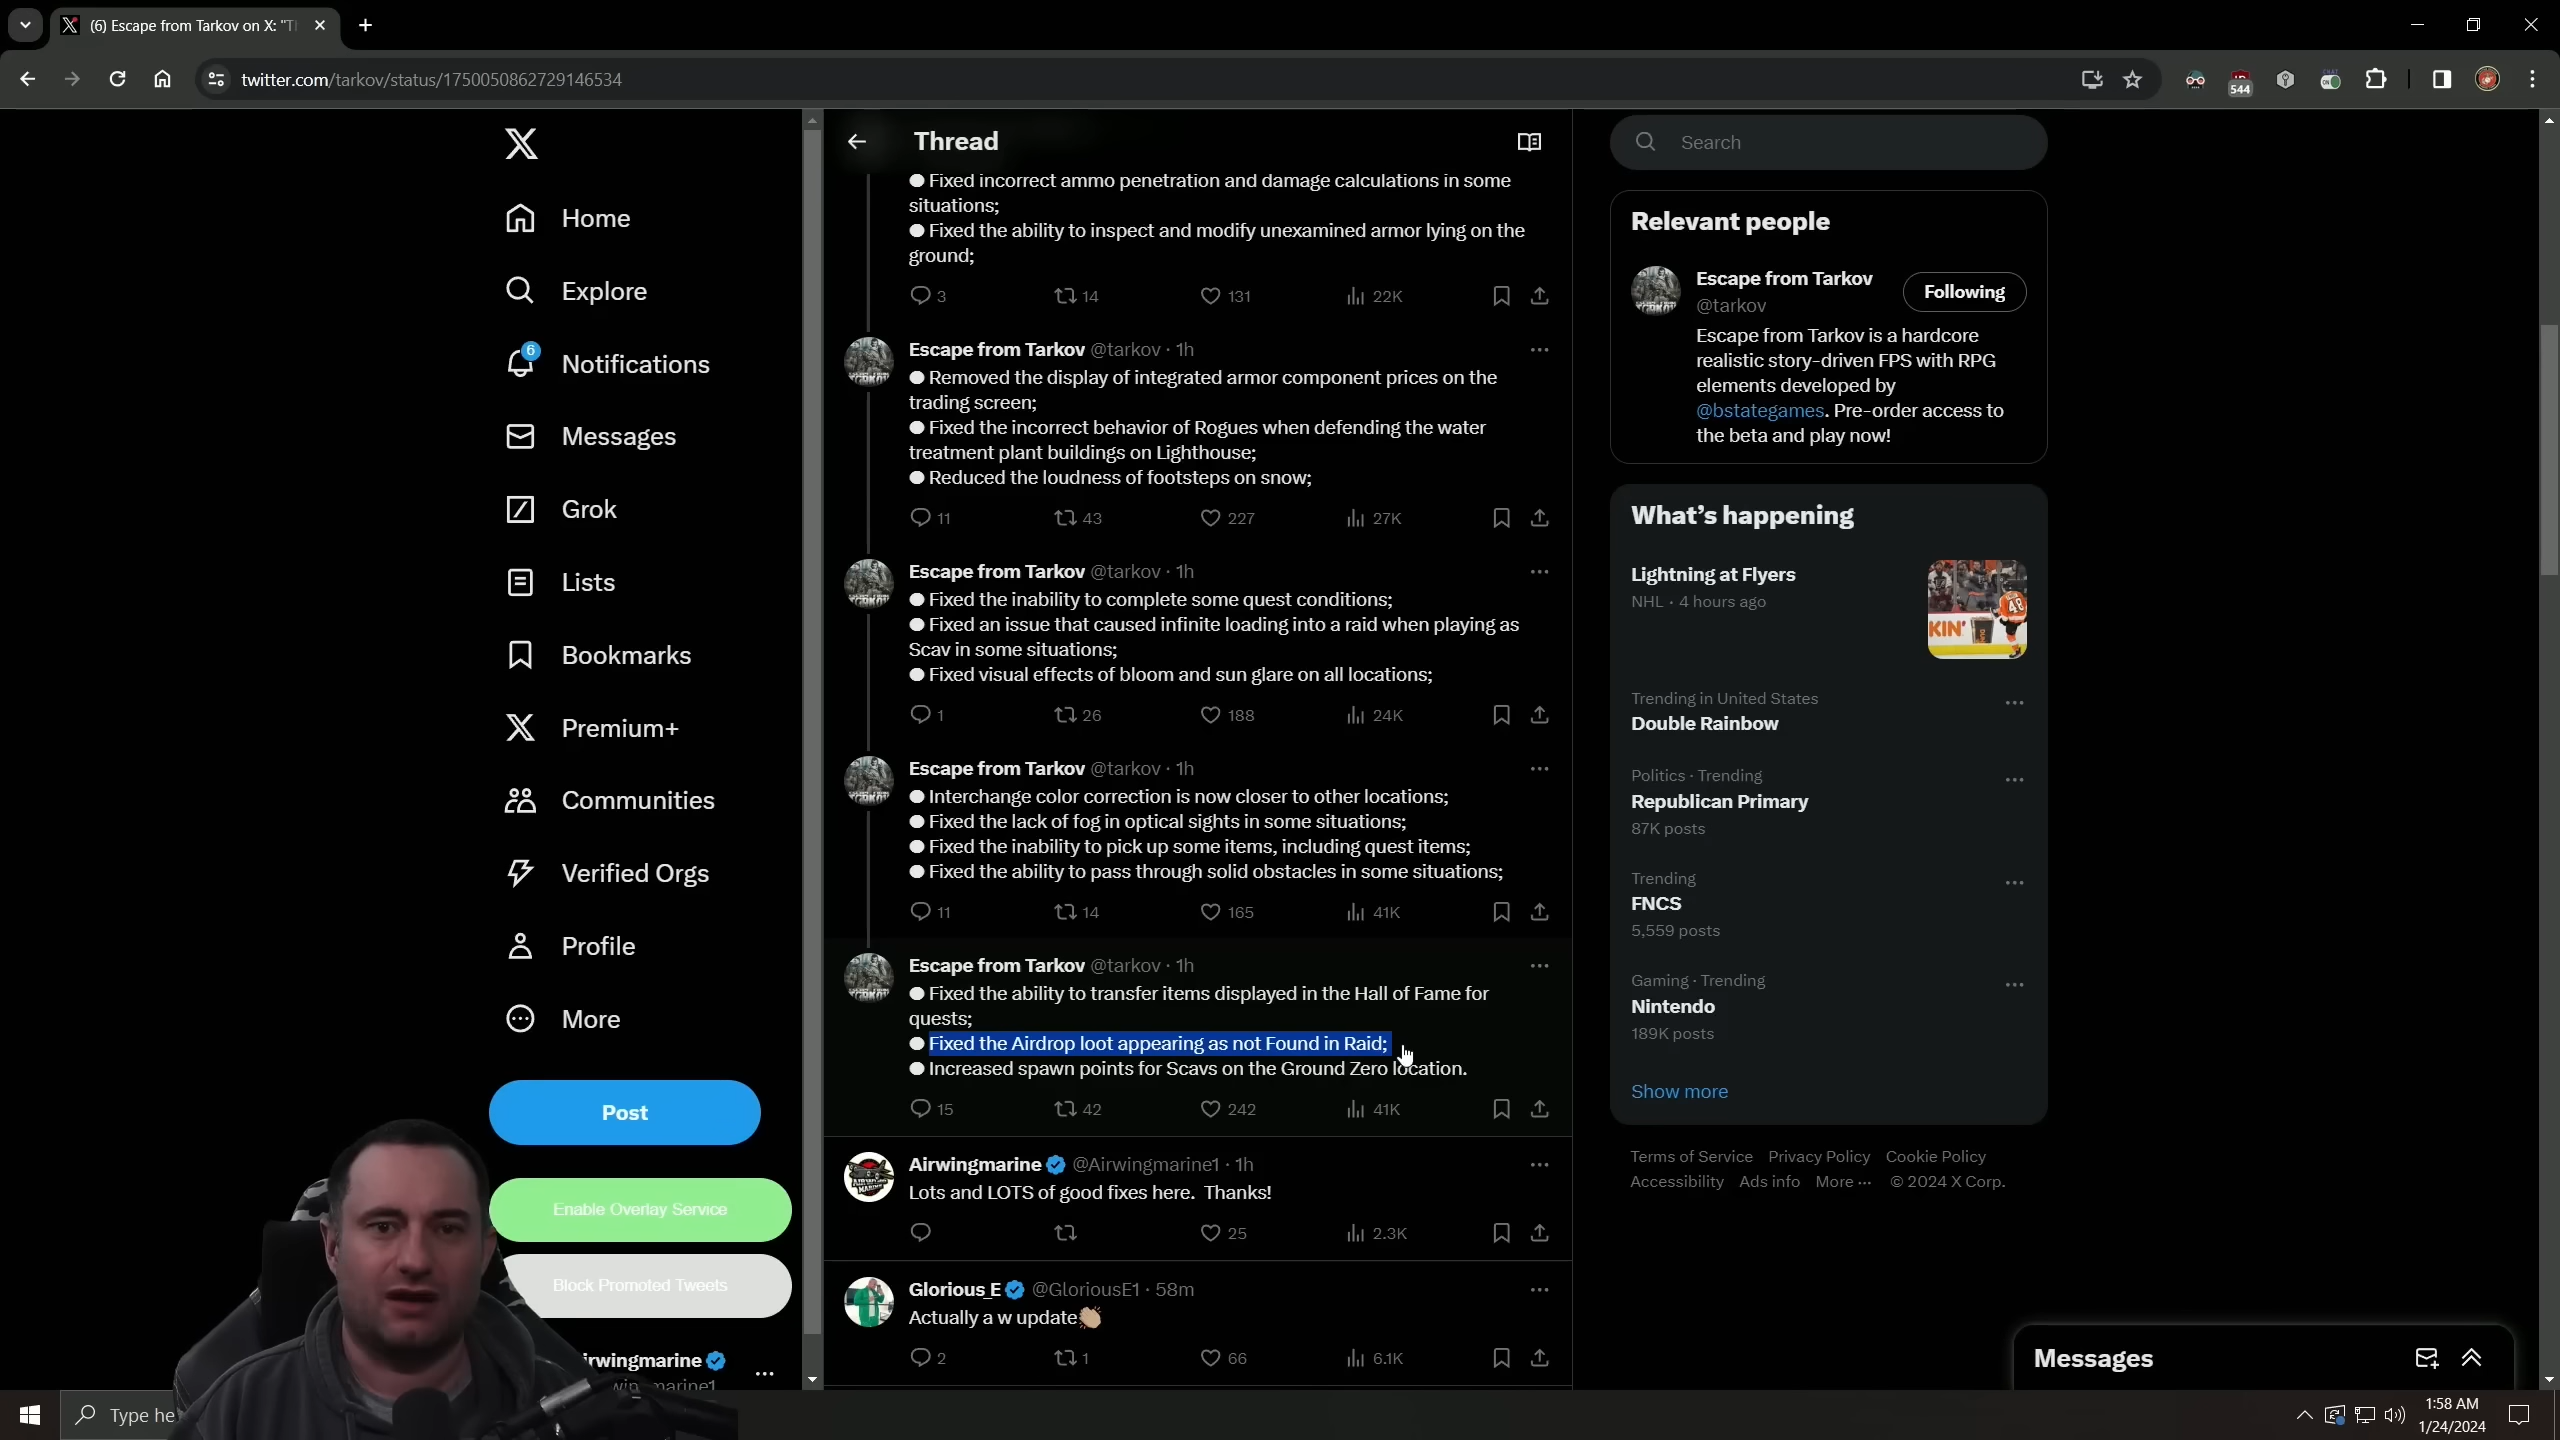 (6) Escape from Tarkov on X: "Tl
twitter.com/tarkov/status/1750050862729146534
544
Home
Explore
6
Notifications
Messages
Grok
Lists
Bookmarks
Premium+
Communities
Verified Orgs
Profile
More
Post
Enable Overlay Service
Block Promoted Tweets
irwingmarine
Thread
● Fixed incorrect ammo penetration and damage calculations in some
situations;
● Fixed the ability to inspect and modify unexamined armor lying on the
ground;
3 14 131 22K
Escape from Tarkov @tarkov · 1h
● Removed the display of integrated armor component prices on the
trading screen;
● Fixed the incorrect behavior of Rogues when defending the water
treatment plant buildings on Lighthouse;
● Reduced the loudness of footsteps on snow;
11 43 227 27K
Escape from Tarkov @tarkov · 1h
● Fixed the inability to complete some quest conditions;
● Fixed an issue that caused infinite loading into a raid when playing as
Scav in some situations;
● Fixed visual effects of bloom and sun glare on all locations;
1 26 188 24K
Escape from Tarkov @tarkov · 1h
● Interchange color correction is now closer to other locations;
● Fixed the lack of fog in optical sights in some situations;
● Fixed the inability to pick up some items, including quest items;
● Fixed the ability to pass through solid obstacles in some situations;
11 14 165 41K
Escape from Tarkov @tarkov · 1h
● Fixed the ability to transfer items displayed in the Hall of Fame for
quests;
● Fixed the Airdrop loot appearing as not Found in Raid;
● Increased spawn points for Scavs on the Ground Zero location.
15 42 242 41K
Airwingmarine @Airwingmarine1 · 1h
Lots and LOTS of good fixes here. Thanks!
25 2.3K
Glorious_E @GloriousE1 · 58m
Actually a w update👏🏼
2 1 66 6.1K
Search
Relevant people
Escape from Tarkov
@tarkov
Following
Escape from Tarkov is a hardcore
realistic story-driven FPS with RPG
elements developed by
@bstategames. Pre-order access to
the beta and play now!
What's happening
Lightning at Flyers
NHL · 4 hours ago
Trending in United States
Double Rainbow
Politics · Trending
Republican Primary
87K posts
Trending
FNCS
5,559 posts
Gaming · Trending
Nintendo
189K posts
Show more
Terms of Service Privacy Policy Cookie Policy
Accessibility Ads info More ··· © 2024 X Corp.
Messages
Type he
1:58 AM
1/24/2024